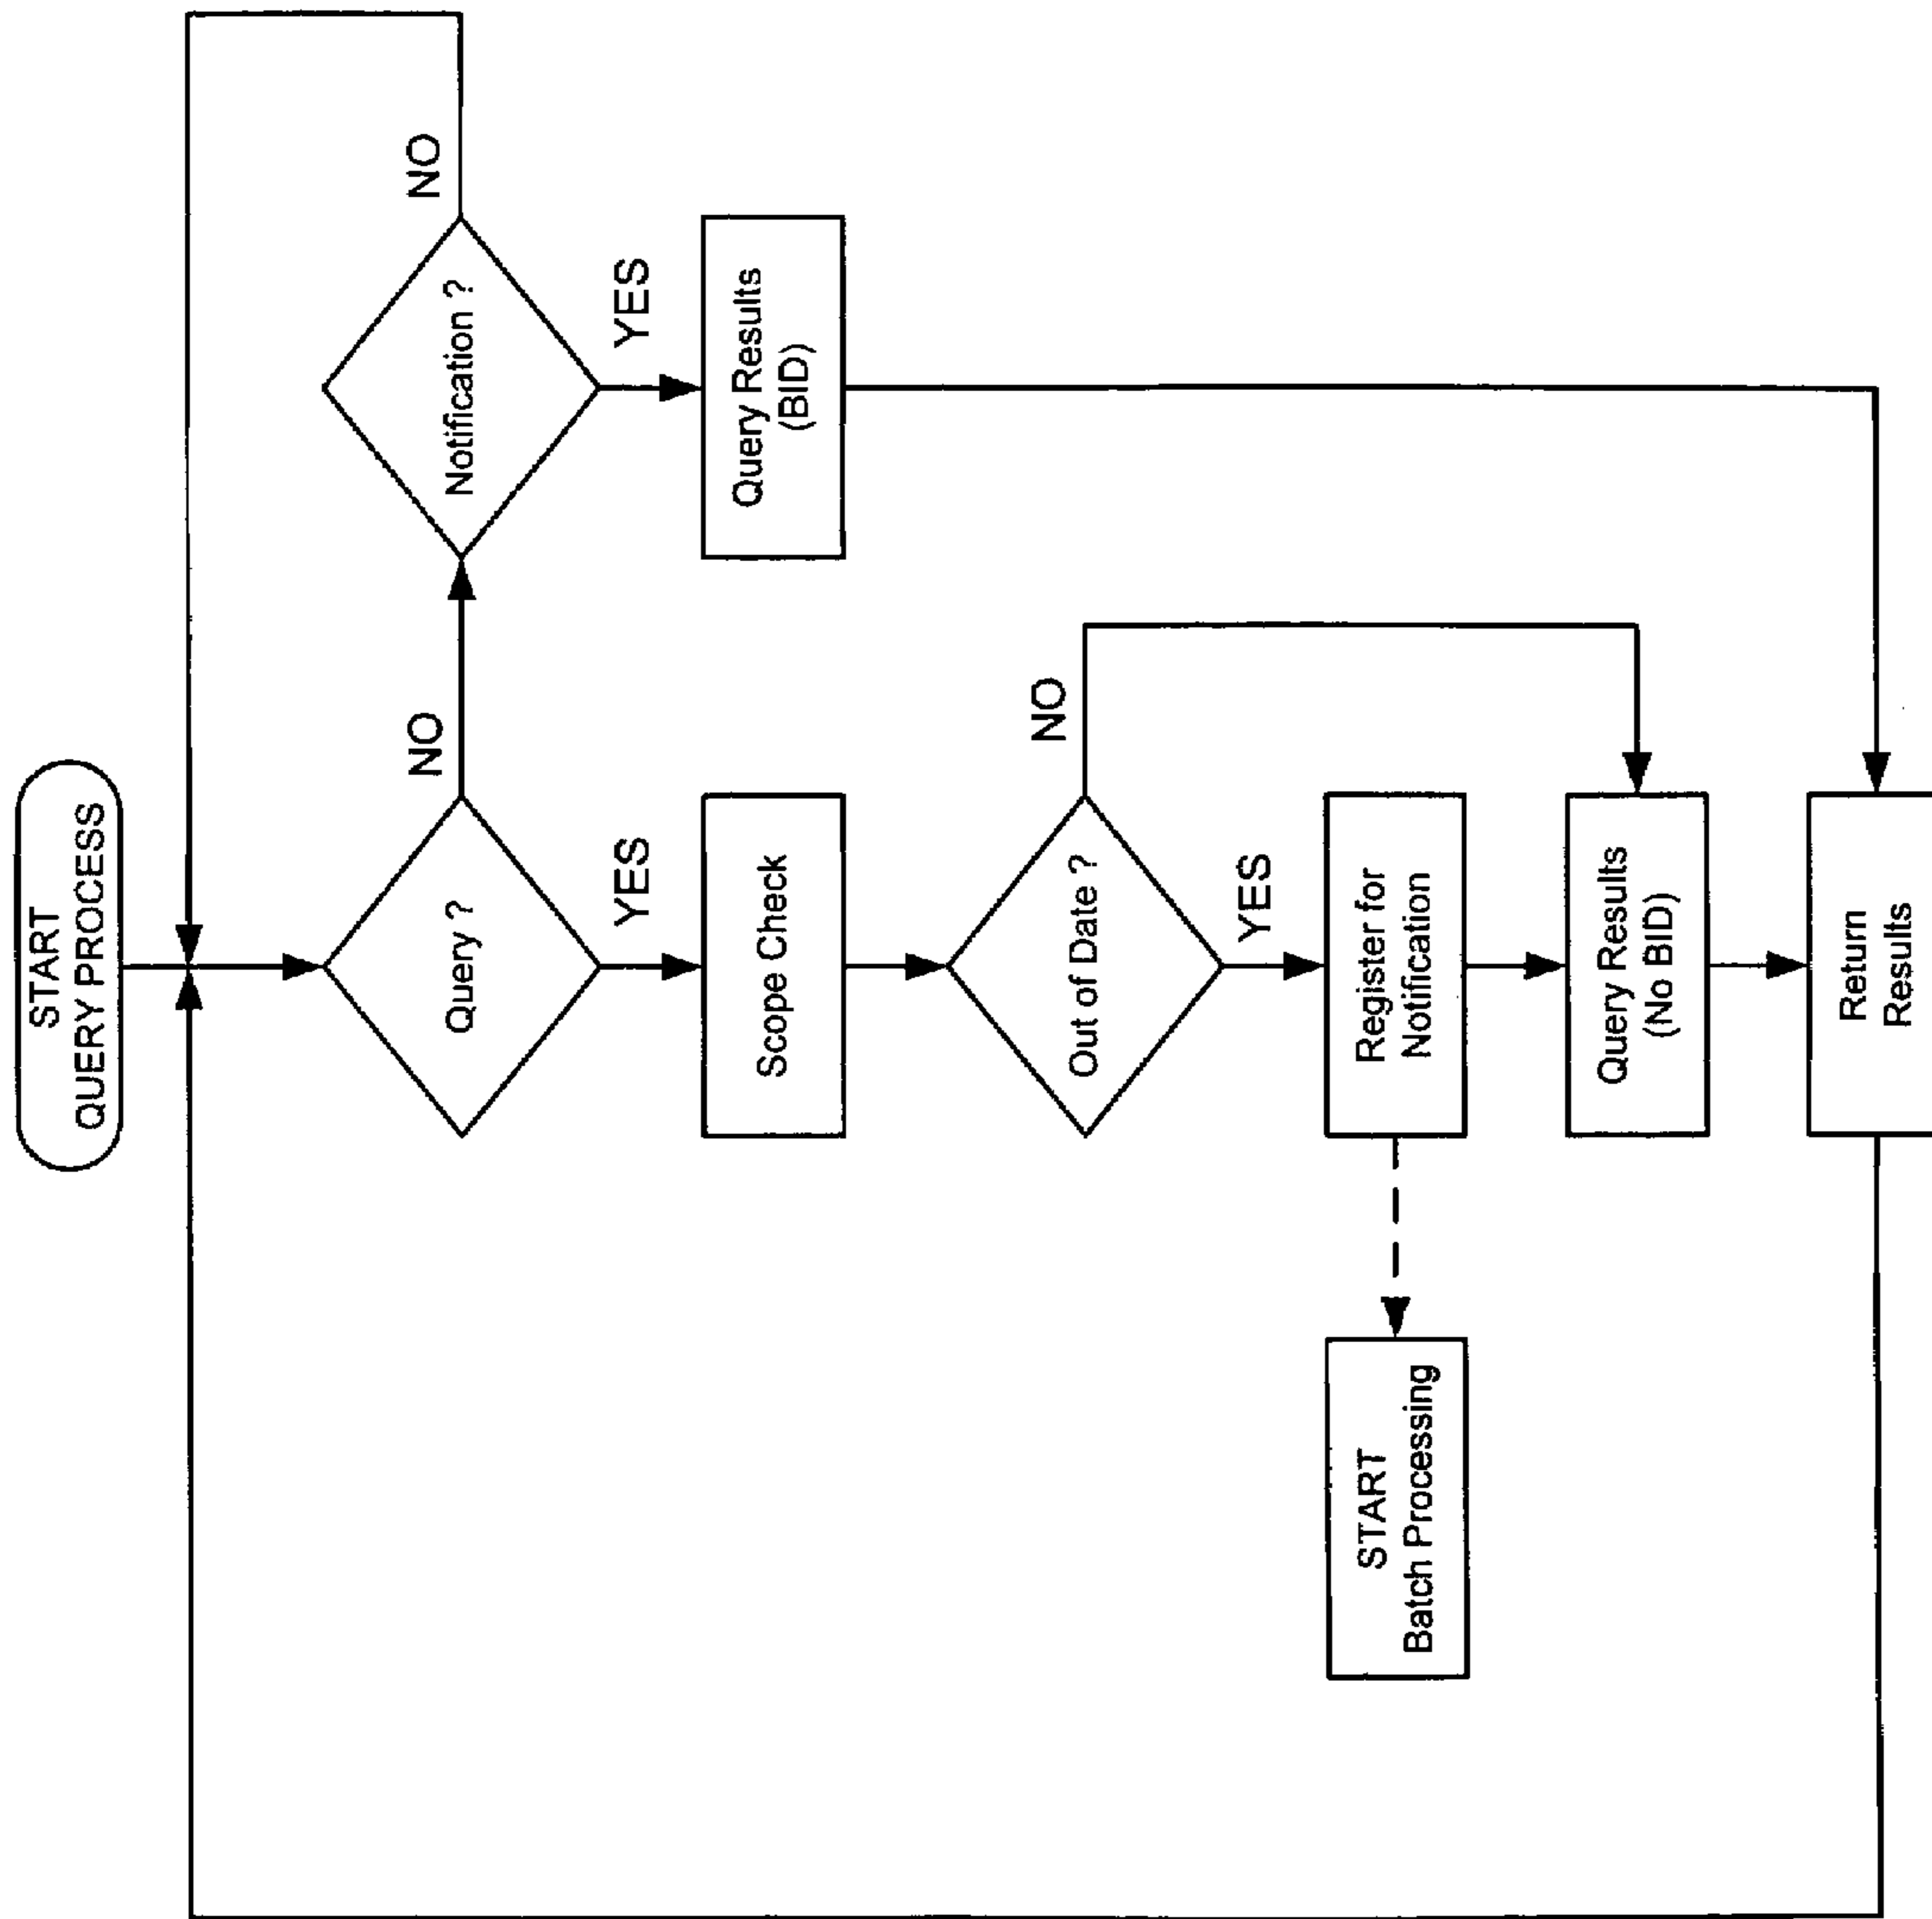 START
QUERY PROCESS
Query ?
NO
Notification ?
NO
YES
YES
Scope Check
Query Results
(BID)
Out of Date ?
NO
YES
START
Batch Processing
Register for
Notification
Query Results
(No BID)
Return
Results